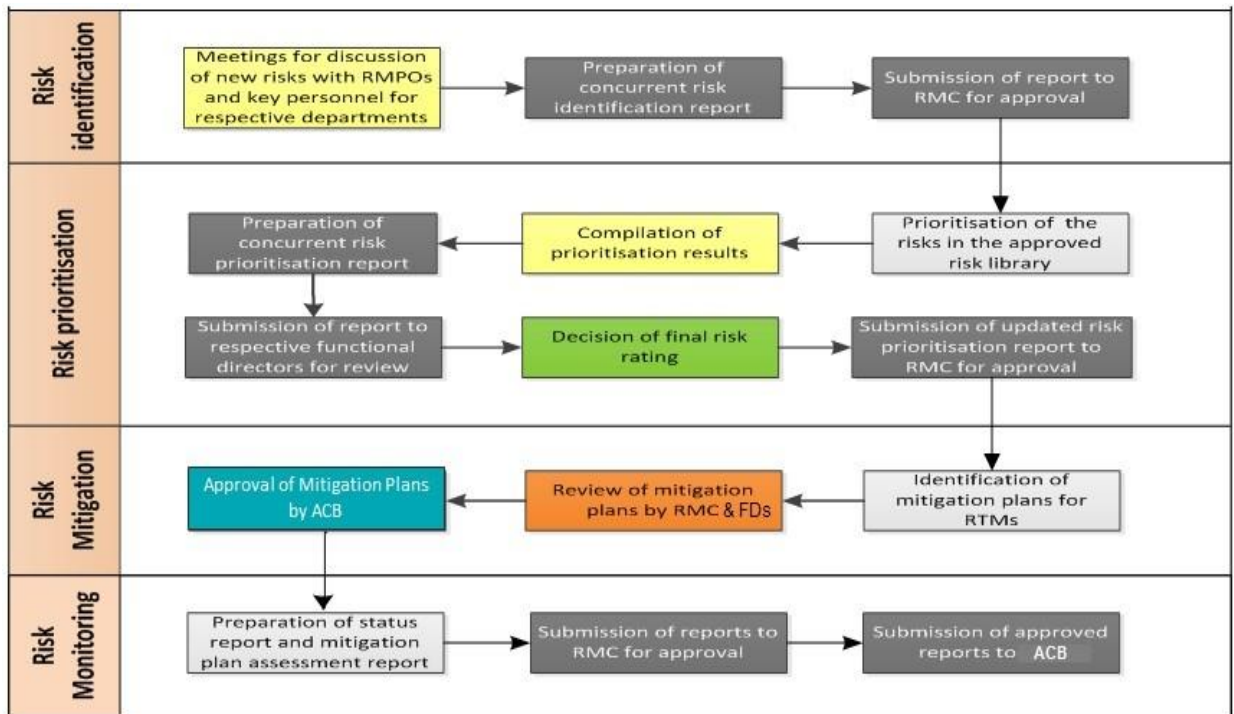 Risk
identification
Meetings for discussion
of new risks with RMPOs
and key personnel for
respective departments
Preparation of
concurrent risk
identification report
Submission of report to
RMC for approval
Risk prioritisation
Preparation of
concurrent risk
prioritisation report
Compilation of
prioritisation results
Prioritisation of the
risks in the approved
risk library
Submission of report to
respective functional
directors for review
Decision of final risk
rating
Submission of updated risk
prioritisation report to
RMC for approval
Risk
Mitigation
Approval of Mitigation Plans
by ACB
Review of mitigation
plans by RMC & FDs
Identification of
mitigation plans for
RTMs
Risk
Monitoring
Preparation of status
report and mitigation
plan assessment report
Submission of reports to
RMC for approval
Submission of approved
reports to ACB